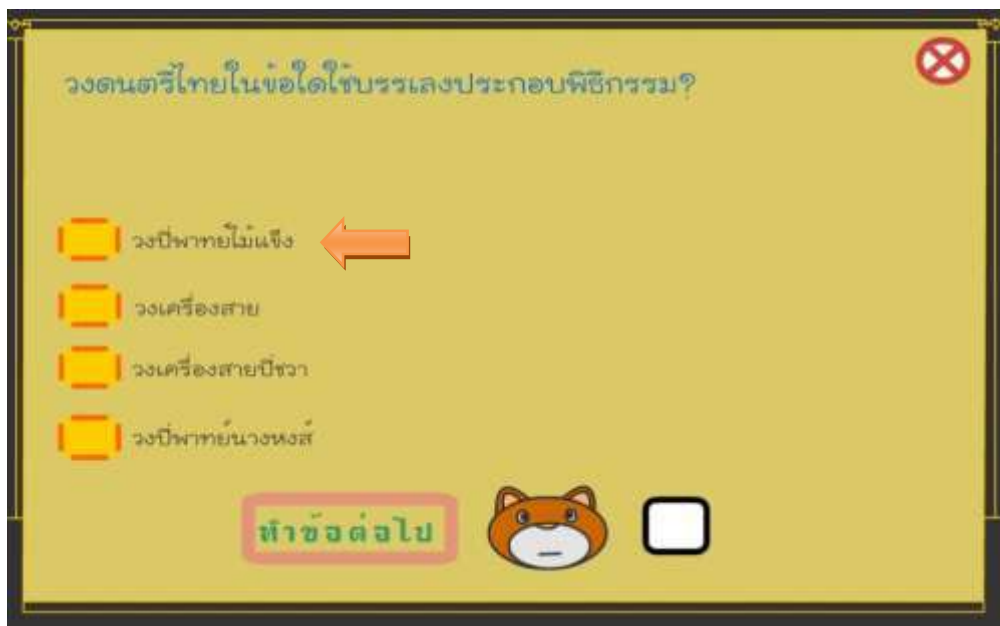 วงดนตรีไทยในข้อใดใช้บรรเลงประกอบพิธีกรรม?
วงปี่พาทย์ไม้แข็ง
วงเครื่องสาย
วงเครื่องสายปี่ชวา
วงปี่พาทย์นางหงส์
ทำข้อต่อไป